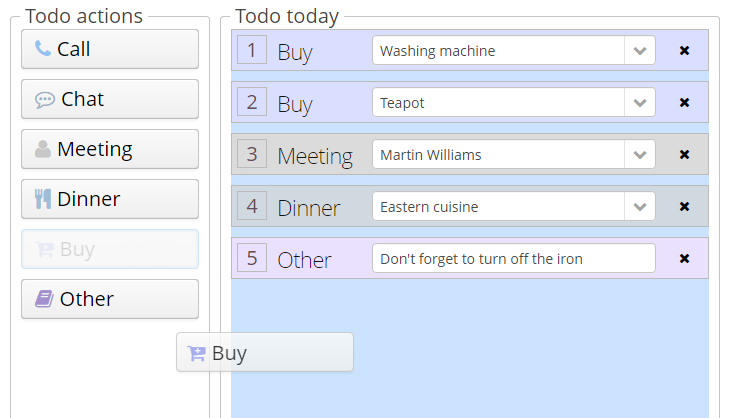 Todo actions
Call
Chat
Meeting
Dinner
Buy
Other
Todo today
1 Buy Washing machine
2 Buy Teapot
3 Meeting Martin Williams
4 Dinner Eastern cuisine
5 Other Don't forget to turn off the iron
Buy